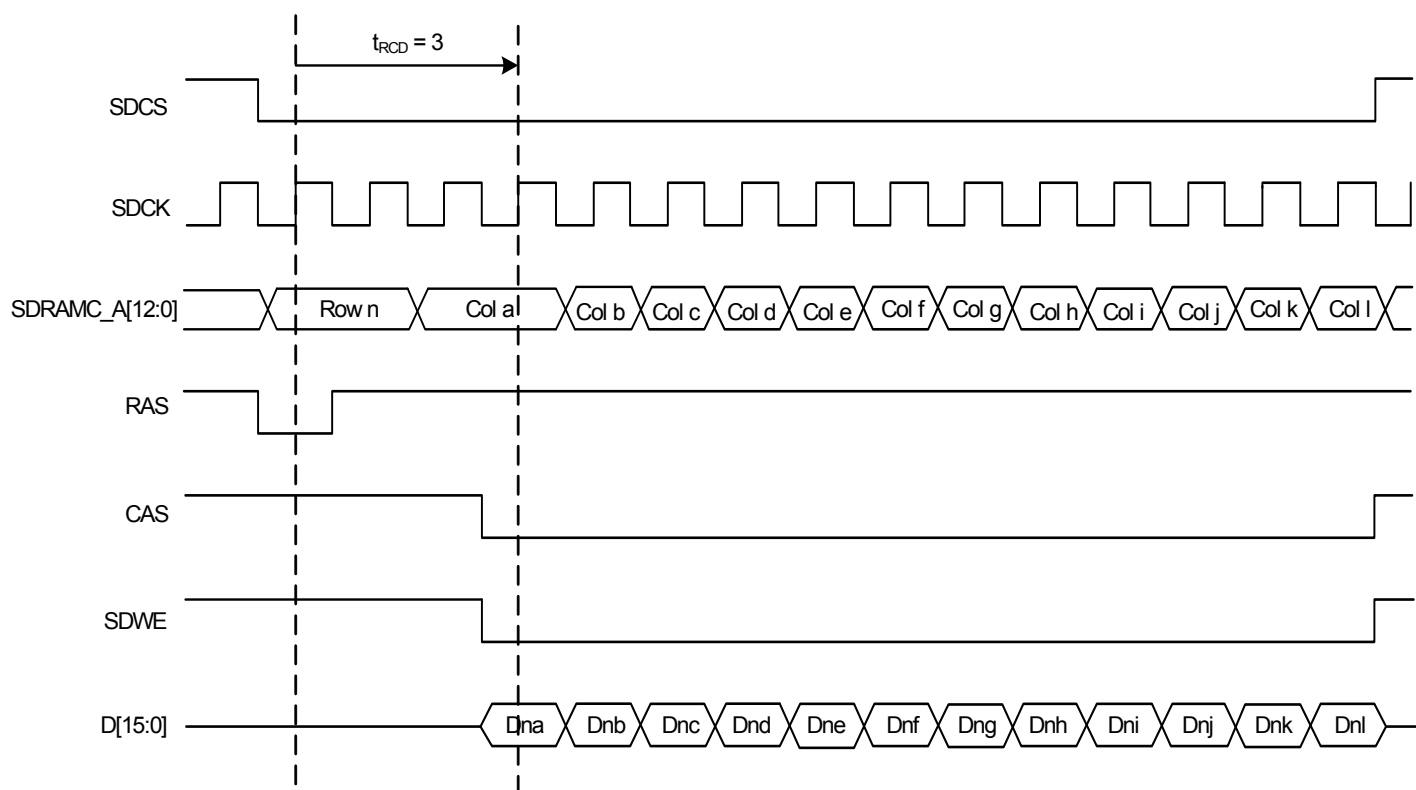 tRCD = 3
SDCS
SDCK
SDRAMC_A[12:0] Row n Col a Col b Col c Col d Col e Col f Col g Col h Col i Col j Col k Col l
RAS
CAS
SDWE
D[15:0] Dna Dnb Dnc Dnd Dne Dnf Dng Dnh Dni Dnj Dnk Dnl